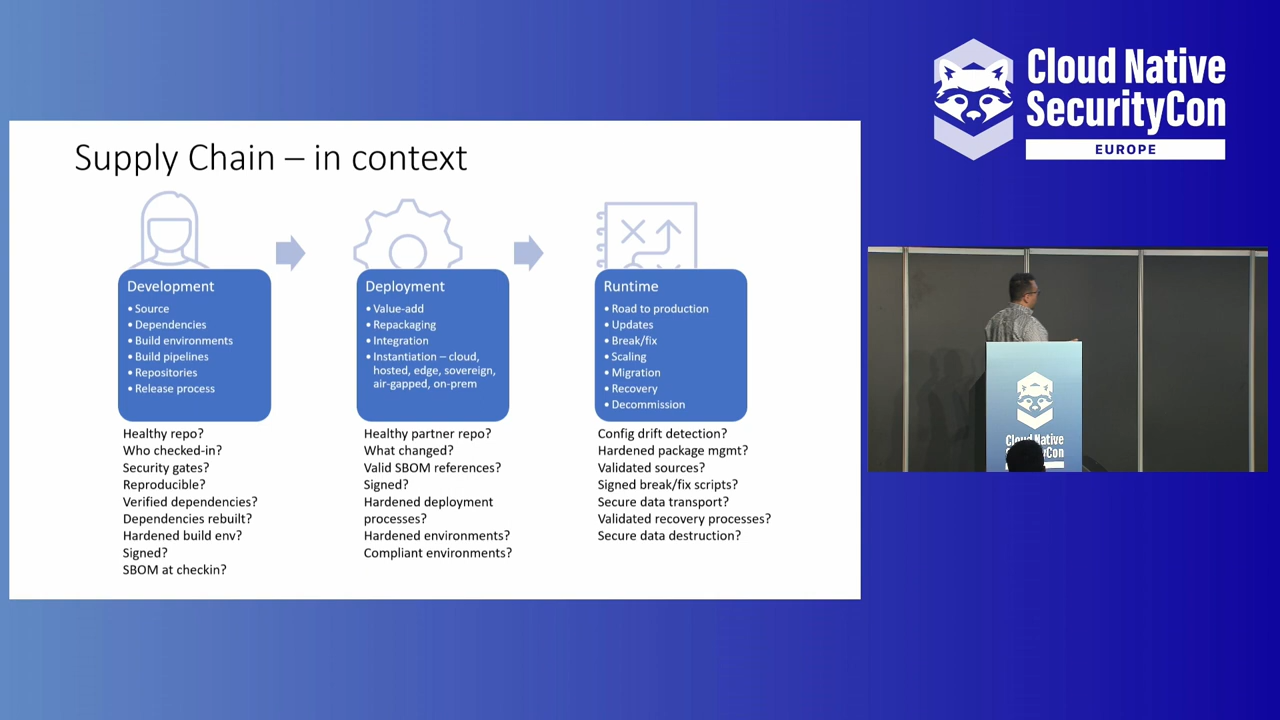 Cloud Native
SecurityCon
EUROPE
Supply Chain – in context
Development
• Source
• Dependencies
• Build environments
• Build pipelines
• Repositories
• Release process
Healthy repo?
Who checked-in?
Security gates?
Reproducible?
Verified dependencies?
Dependencies rebuilt?
Hardened build env?
Signed?
SBOM at checkin?
Deployment
• Value-add
• Repackaging
• Integration
• Instantiation – cloud,
hosted, edge, sovereign,
air-gapped, on-prem
Healthy partner repo?
What changed?
Valid SBOM references?
Signed?
Hardened deployment
processes?
Hardened environments?
Compliant environments?
Runtime
• Road to production
• Updates
• Break/fix
• Scaling
• Migration
• Recovery
• Decommission
Config drift detection?
Hardened package mgmt?
Validated sources?
Signed break/fix scripts?
Secure data transport?
Validated recovery processes?
Secure data destruction?
Cloud Native